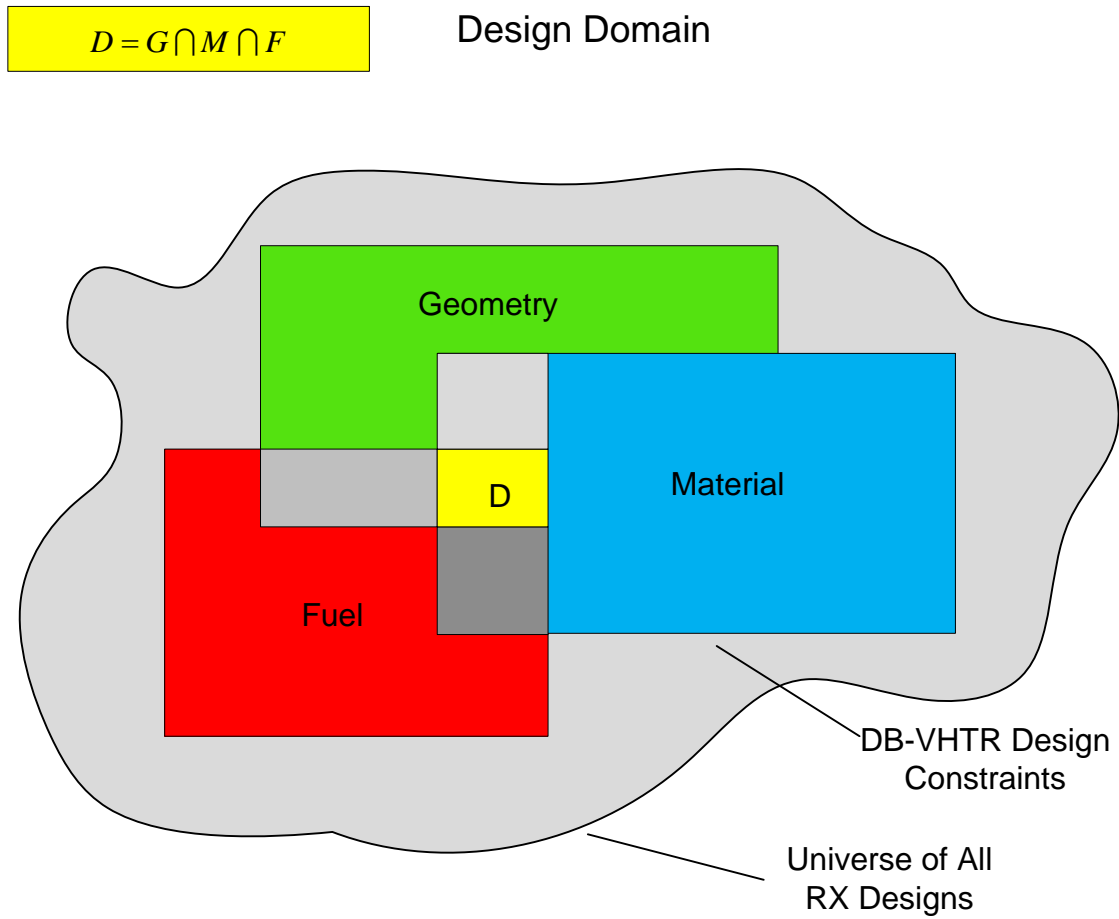 D = G ⋂ M ⋂ F
Design Domain
Geometry
Material
D
Fuel
DB-VHTR Design
Constraints
Universe of All
RX Designs